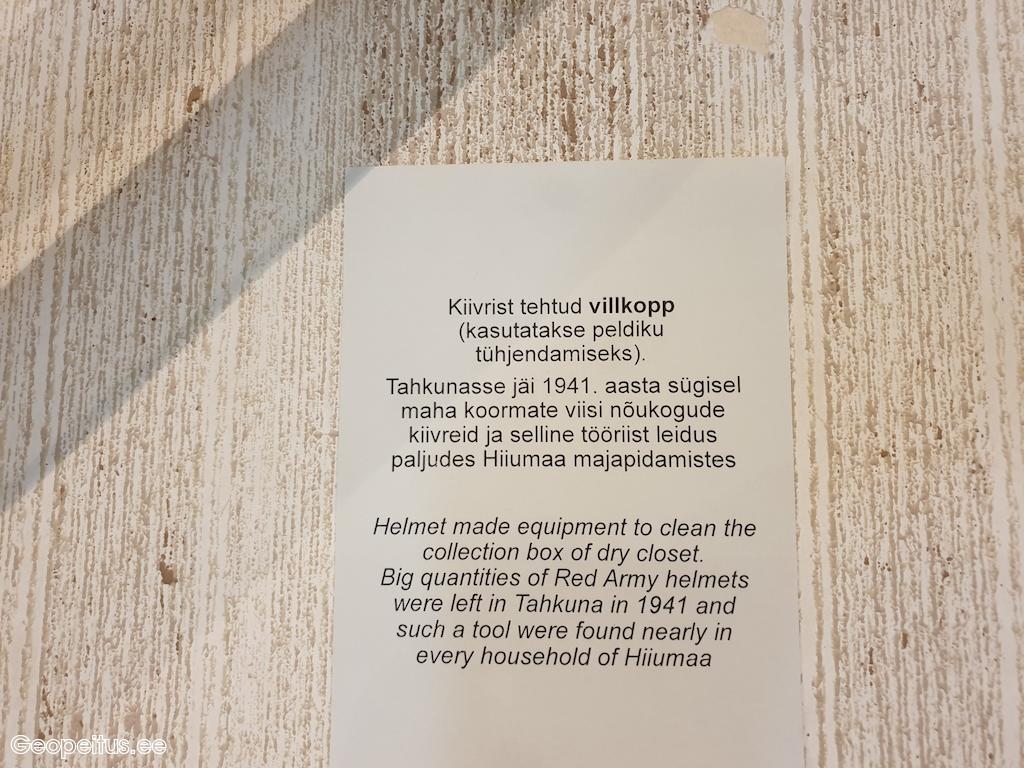 Kiivrist tehtud villkopp
(kasutatakse peldiku
tühjendamiseks).
Tahkunasse jäi 1941. aasta sügisel
maha koormate viisi nõukogude
kiivreid ja selline tööriist leidus
paljudes Hiiumaa majapidamistes
Helmet made equipment to clean the
collection box of dry closet.
Big quantities of Red Army helmets
were left in Tahkuna in 1941 and
such a tool were found nearly in
every household of Hiiumaa
Geopeitus.ee